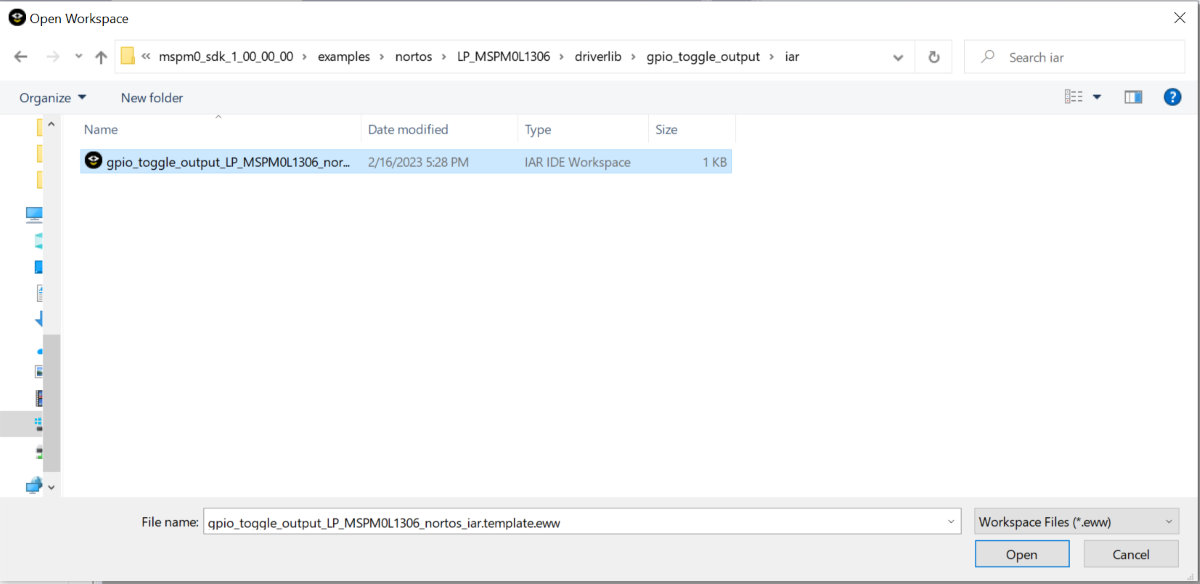 Open Workspace
« mspm0_sdk_1_00_00_00 › examples › nortos › LP_MSPM0L1306 › driverlib › gpio_toggle_output › iar
Search iar
Organize
New folder
?
Name Date modified Type Size
gpio_toggle_output_LP_MSPM0L1306_nor... 2/16/2023 5:28 PM IAR IDE Workspace 1 KB
File name: gpio_toggle_output_LP_MSPM0L1306_nortos_iar.template.eww Workspace Files (*.eww)
Open Cancel